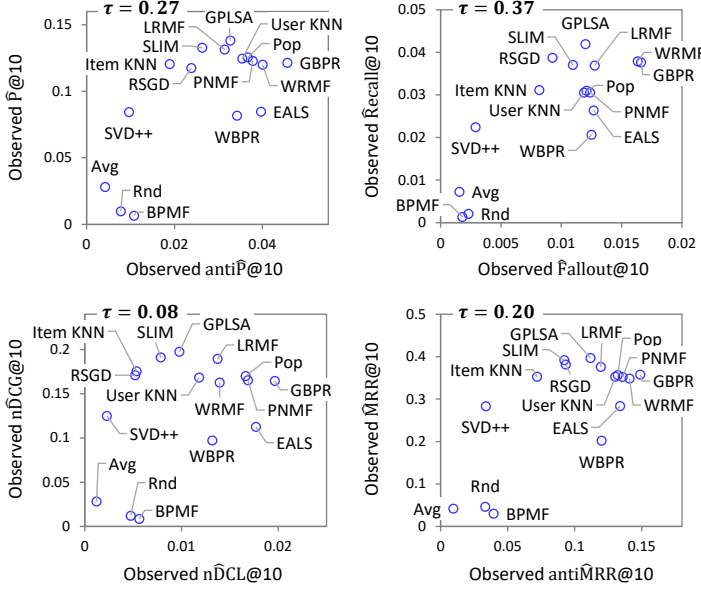 τ = 0.27
GPLSA
LRMF
User KNN
SLIM
Pop
Item KNN
GBPR
RSGD
PNMF
WRMF
SVD++
EALS
WBPR
Avg
Rnd
BPMF
0.15
0.1
0.05
0
0
0.02
0.04
Observed P̂@10
Observed antiP̂@10
τ = 0.37
GPLSA
SLIM
LRMF
RSGD
WRMF
GBPR
Item KNN
Pop
User KNN
PNMF
SVD++
EALS
WBPR
Avg
BPMF
Rnd
0.05
0.04
0.03
0.02
0.01
0.00
0.000
0.005
0.010
0.015
0.02
Observed R̂ecall@10
Observed F̂allout@10
τ = 0.08
Item KNN
SLIM
GPLSA
LRMF
RSGD
Pop
User KNN
GBPR
WRMF
PNMF
SVD++
WBPR
EALS
Avg
Rnd
BPMF
0.2
0.15
0.1
0.05
0
0
0.01
0.02
Observed nD̂CG@10
Observed nD̂CL@10
τ = 0.20
GPLSA
LRMF
SLIM
Pop
Item KNN
PNMF
RSGD
GBPR
User KNN
WRMF
SVD++
EALS
WBPR
Rnd
Avg
BPMF
0.5
0.4
0.3
0.2
0.1
0
0
0.05
0.10
0.15
Observed M̂RR@10
Observed antiM̂RR@10